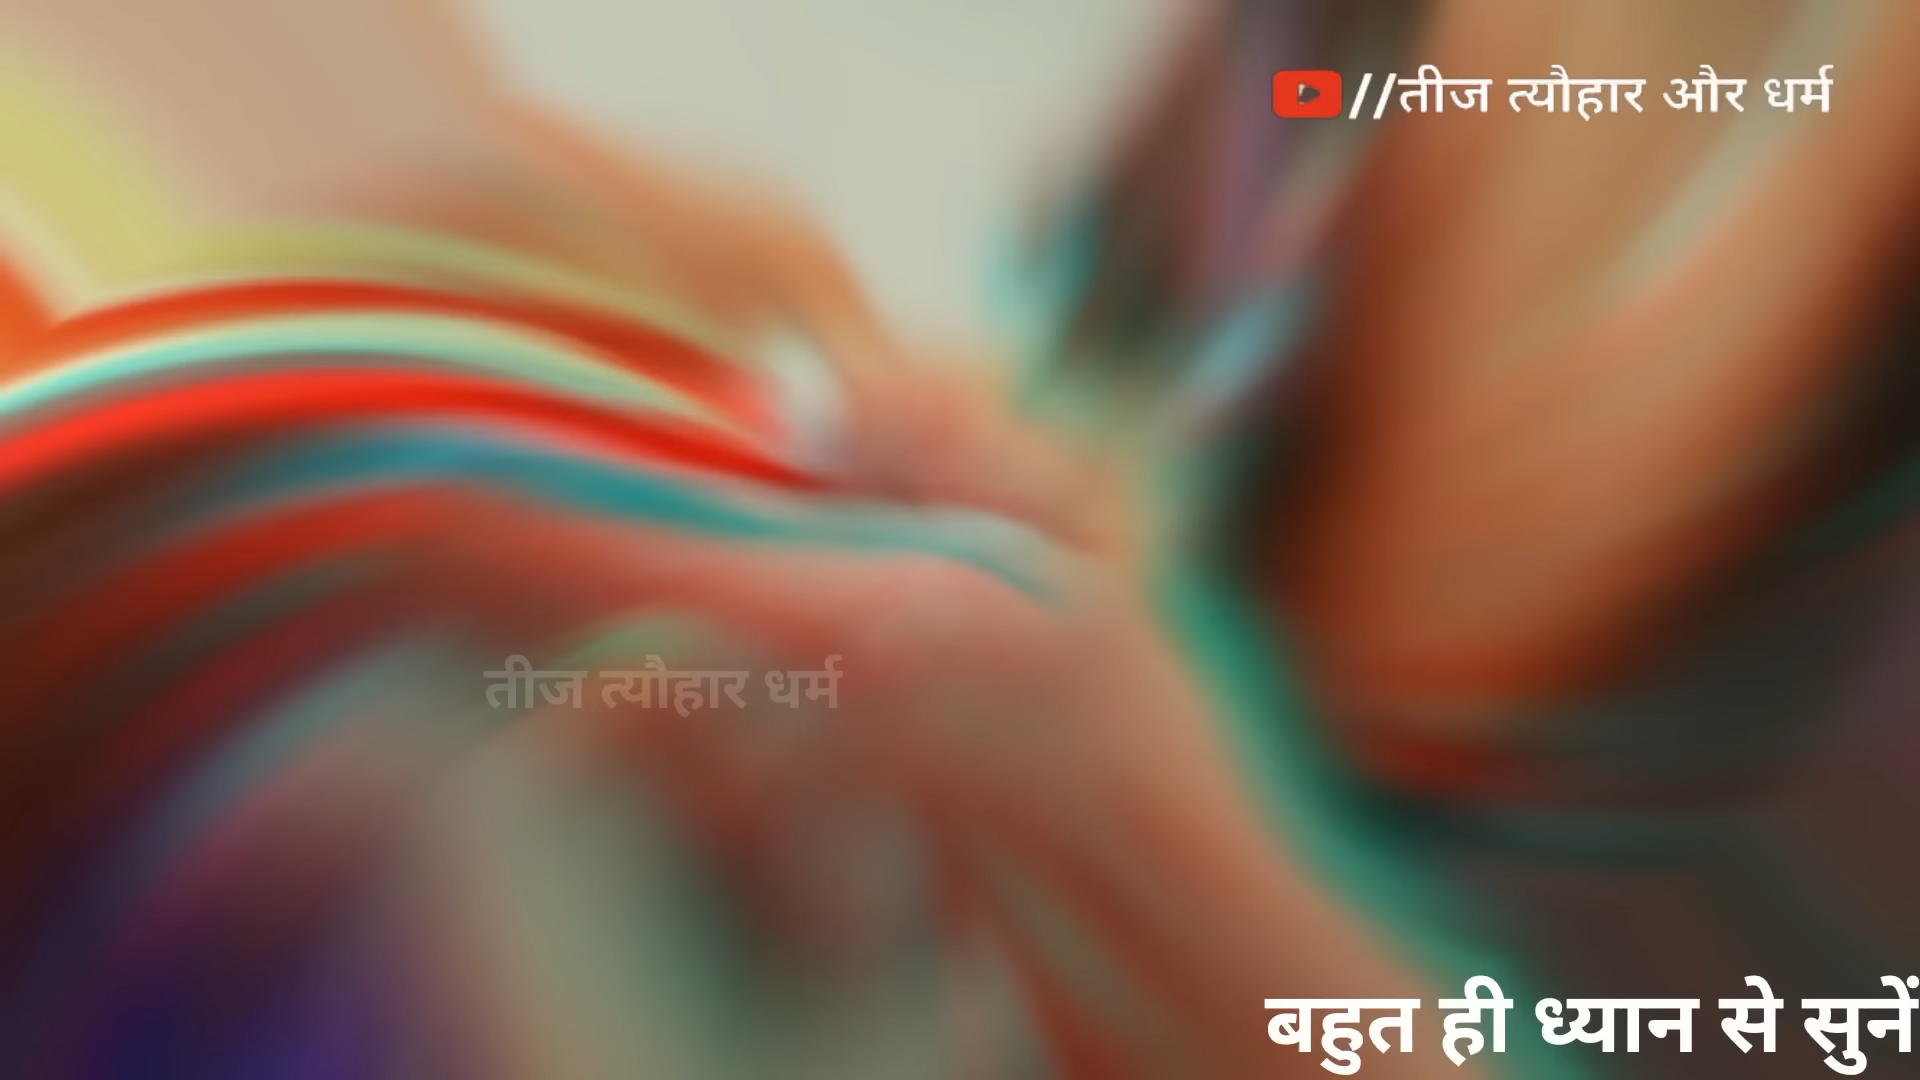 //तीज त्यौहार और धर्म
तीज त्यौहार धर्म
बहुत ही ध्यान से सुनें